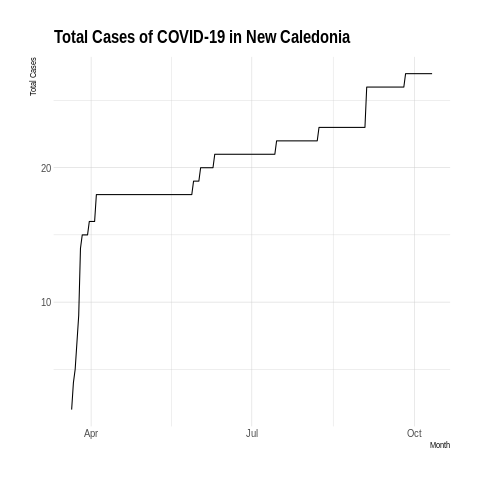 Total Cases of COVID-19 in New Caledonia
Total Cases
20
10
Apr Jul Oct
Month